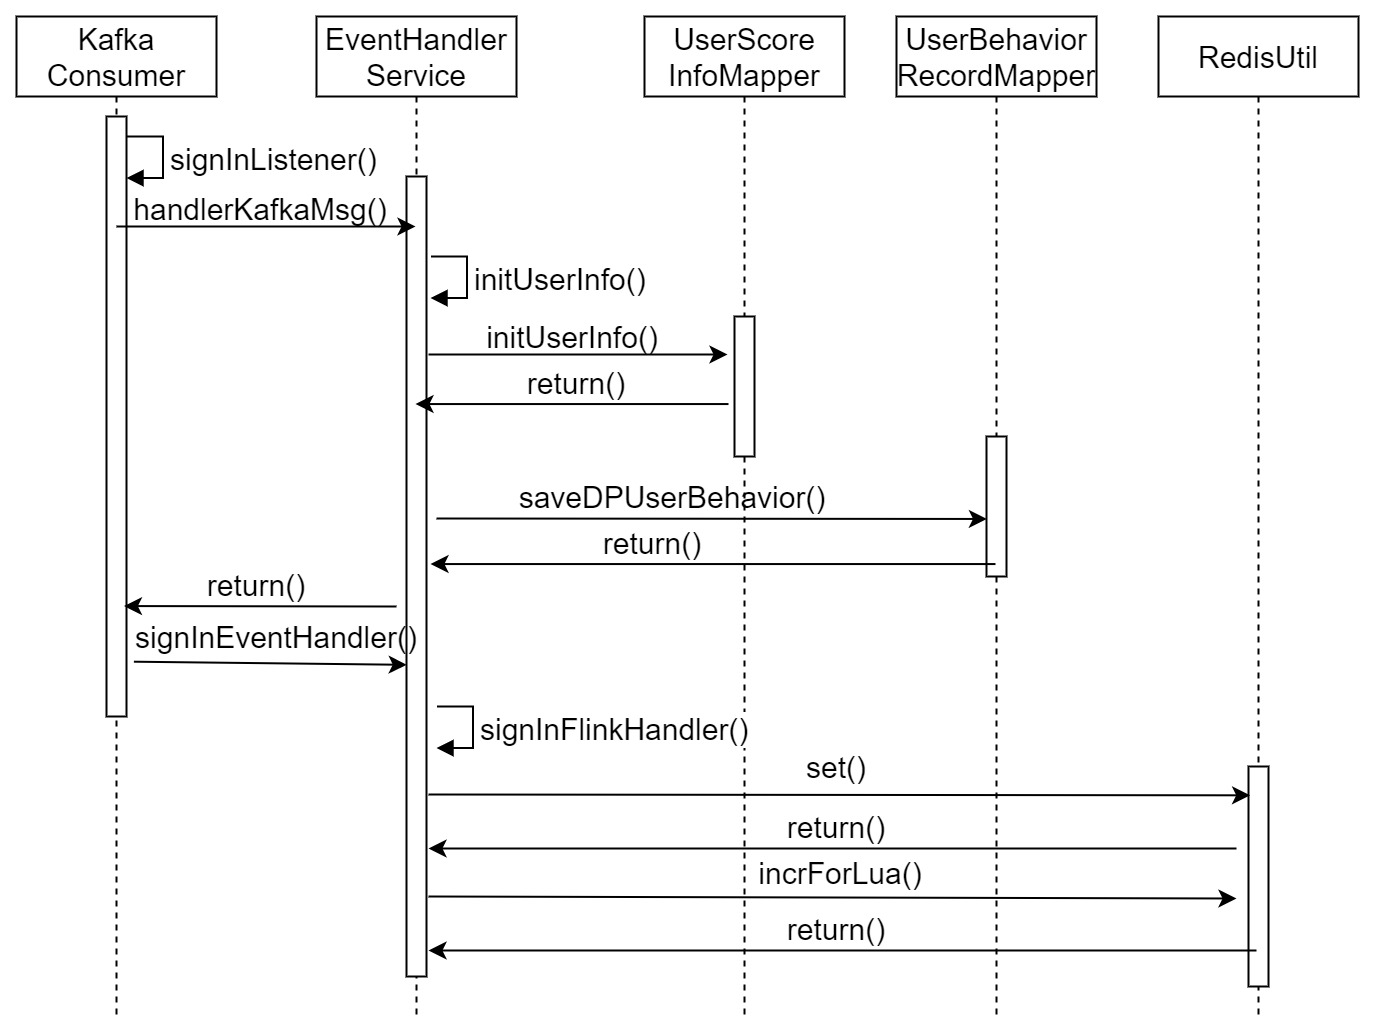 Kafka
Consumer
EventHandler
Service
UserScore
InfoMapper
UserBehavior
RecordMapper
RedisUtil
signInListener()
handlerKafkaMsg()
initUserInfo()
initUserInfo()
return()
saveDPUserBehavior()
return()
return()
signInEventHandler()
signInFlinkHandler()
set()
return()
incrForLua()
return()